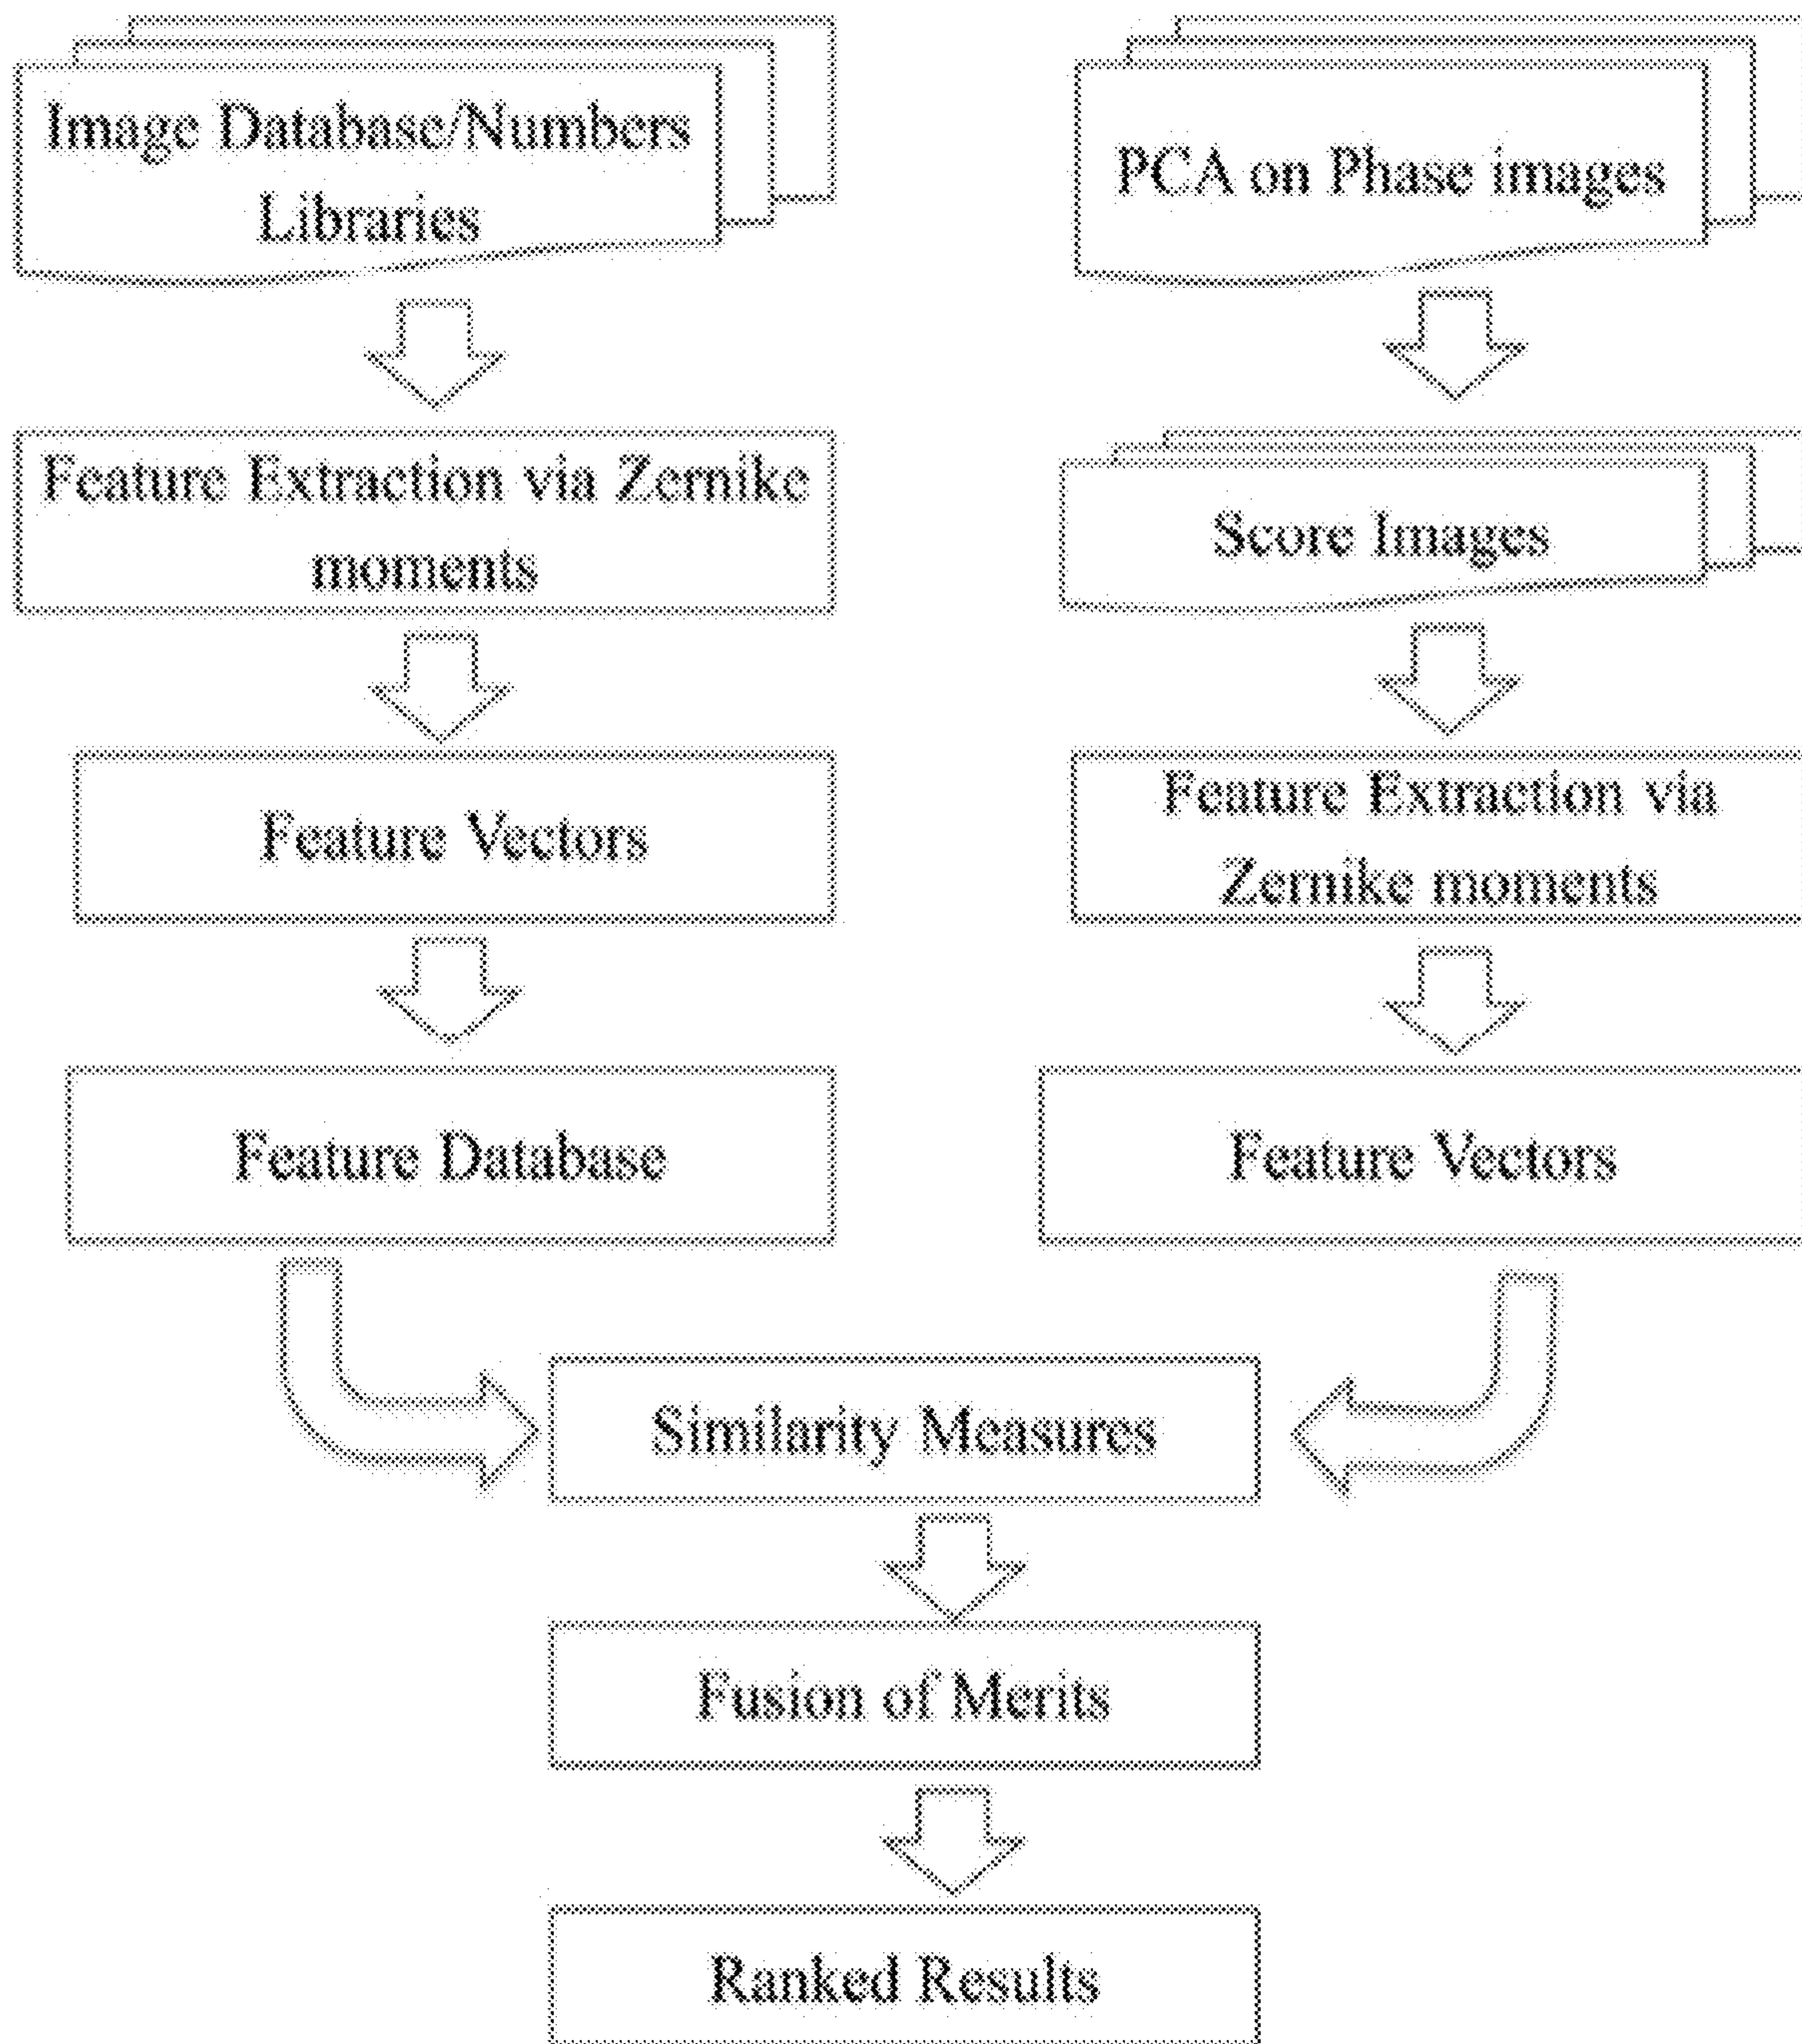 Image Database/Numbers
Libraries
PCA on Phase images
Feature Extraction via Zernike
moments
Score Images
Feature Vectors
Feature Extraction via
Zernike moments
Feature Database
Feature Vectors
Similarity Measures
Fusion of Merits
Ranked Results